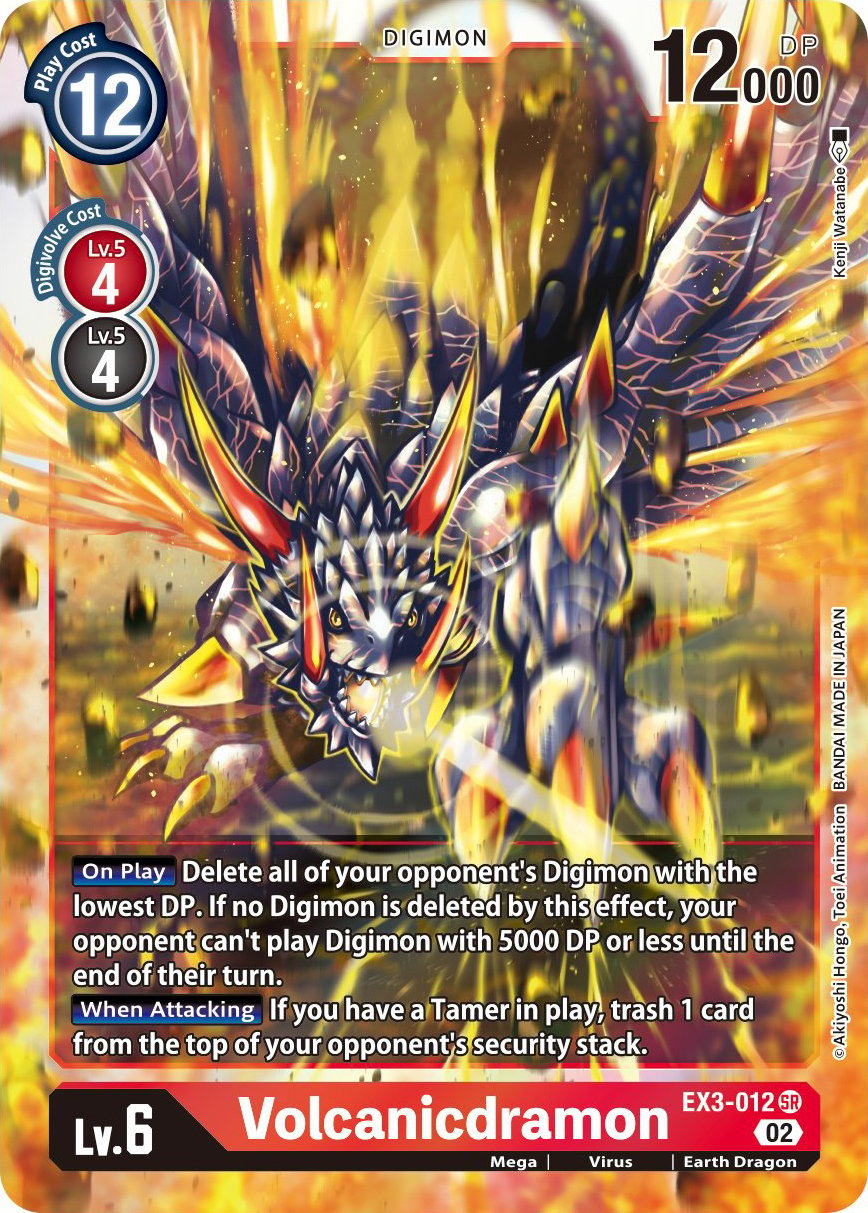 DIGIMON
Play Cost
12
12000
DP
Digivolve Cost
Lv.5
4
Lv.5
4
Kenji Watanabe
[On Play] Delete all of your opponent's Digimon with the
lowest DP. If no Digimon is deleted by this effect, your
opponent can't play Digimon with 5000 DP or less until the
end of their turn.
[When Attacking] If you have a Tamer in play, trash 1 card
from the top of your opponent's security stack.
©Akiyoshi Hongo, Toei Animation BANDAI MADE IN JAPAN
Lv.6
Volcanicdramon
EX3-012 SR
02
Mega | Virus | Earth Dragon